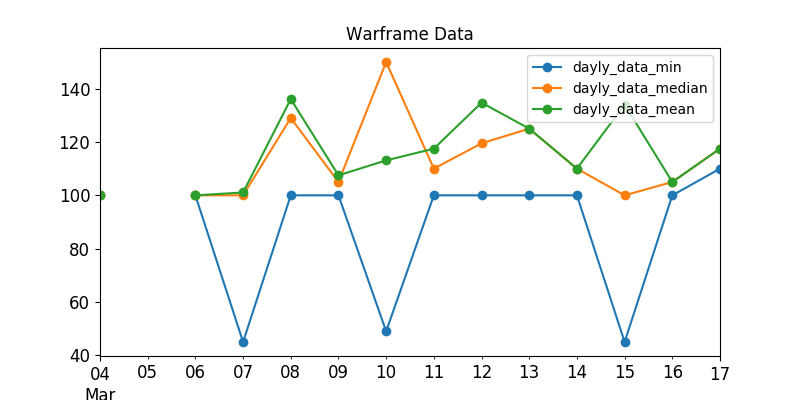 Warframe Data
dayly_data_min
dayly_data_median
dayly_data_mean
140
120
100
80
60
40
04 05 06 07 08 09 10 11 12 13 14 15 16 17
Mar